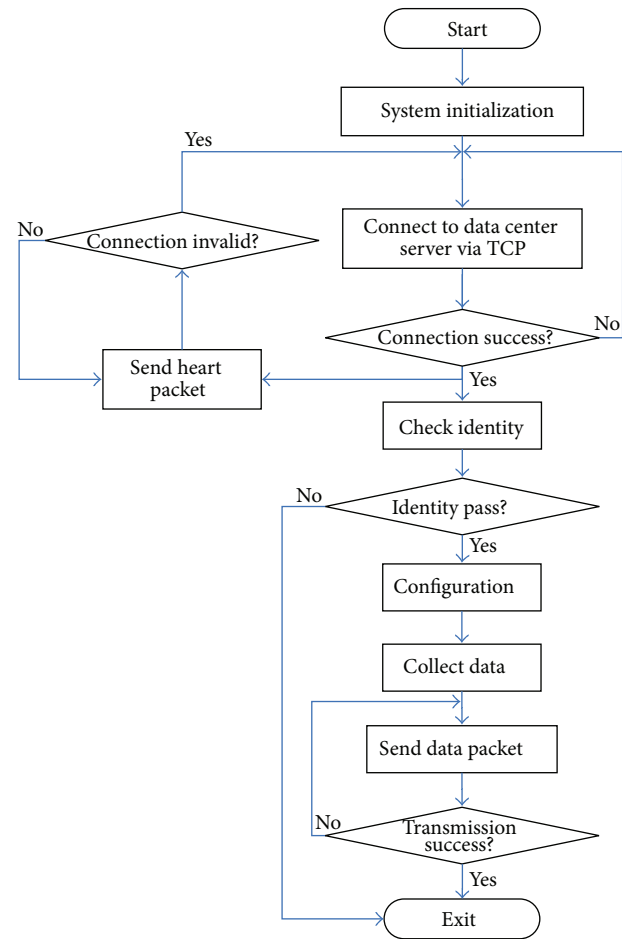 Start
System initialization
Yes
No
Connection invalid?
Connect to data center
server via TCP
Connection success?
No
Send heart
packet
Yes
Check identity
No
Identity pass?
Yes
Configuration
Collect data
Send data packet
No
Transmission
success?
Yes
Exit